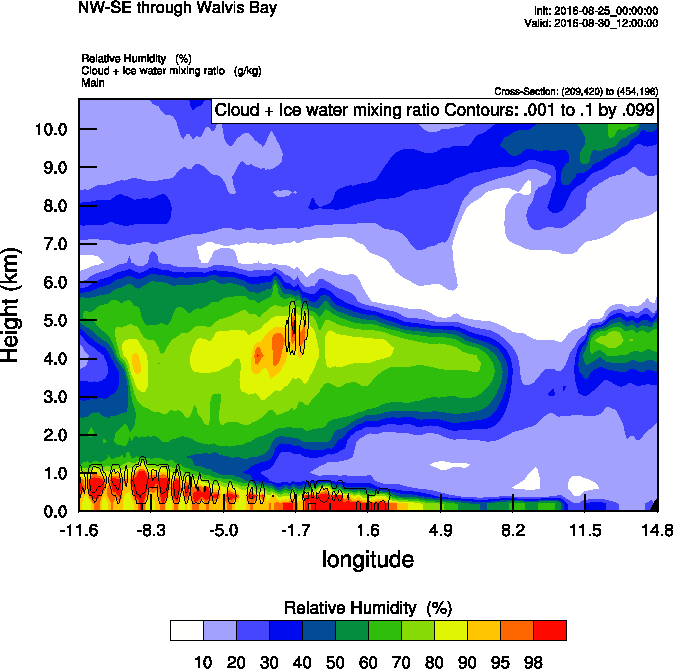 NW-SE through Walvis Bay
Init: 2016-08-25_00:00:00
Valid: 2016-08-30_12:00:00
Relative Humidity (%)
Cloud + Ice water mixing ratio (g/kg)
Main
Cross-Section: (209,420) to (454,196)
Cloud + Ice water mixing ratio Contours: .001 to .1 by .099
10.0
9.0
8.0
7.0
6.0
5.0
4.0
3.0
2.0
1.0
0.0
Height (km)
-11.6 -8.3 -5.0 -1.7 1.6 4.9 8.2 11.5 14.8
longitude
Relative Humidity (%)
10 20 30 40 50 60 70 80 90 95 98